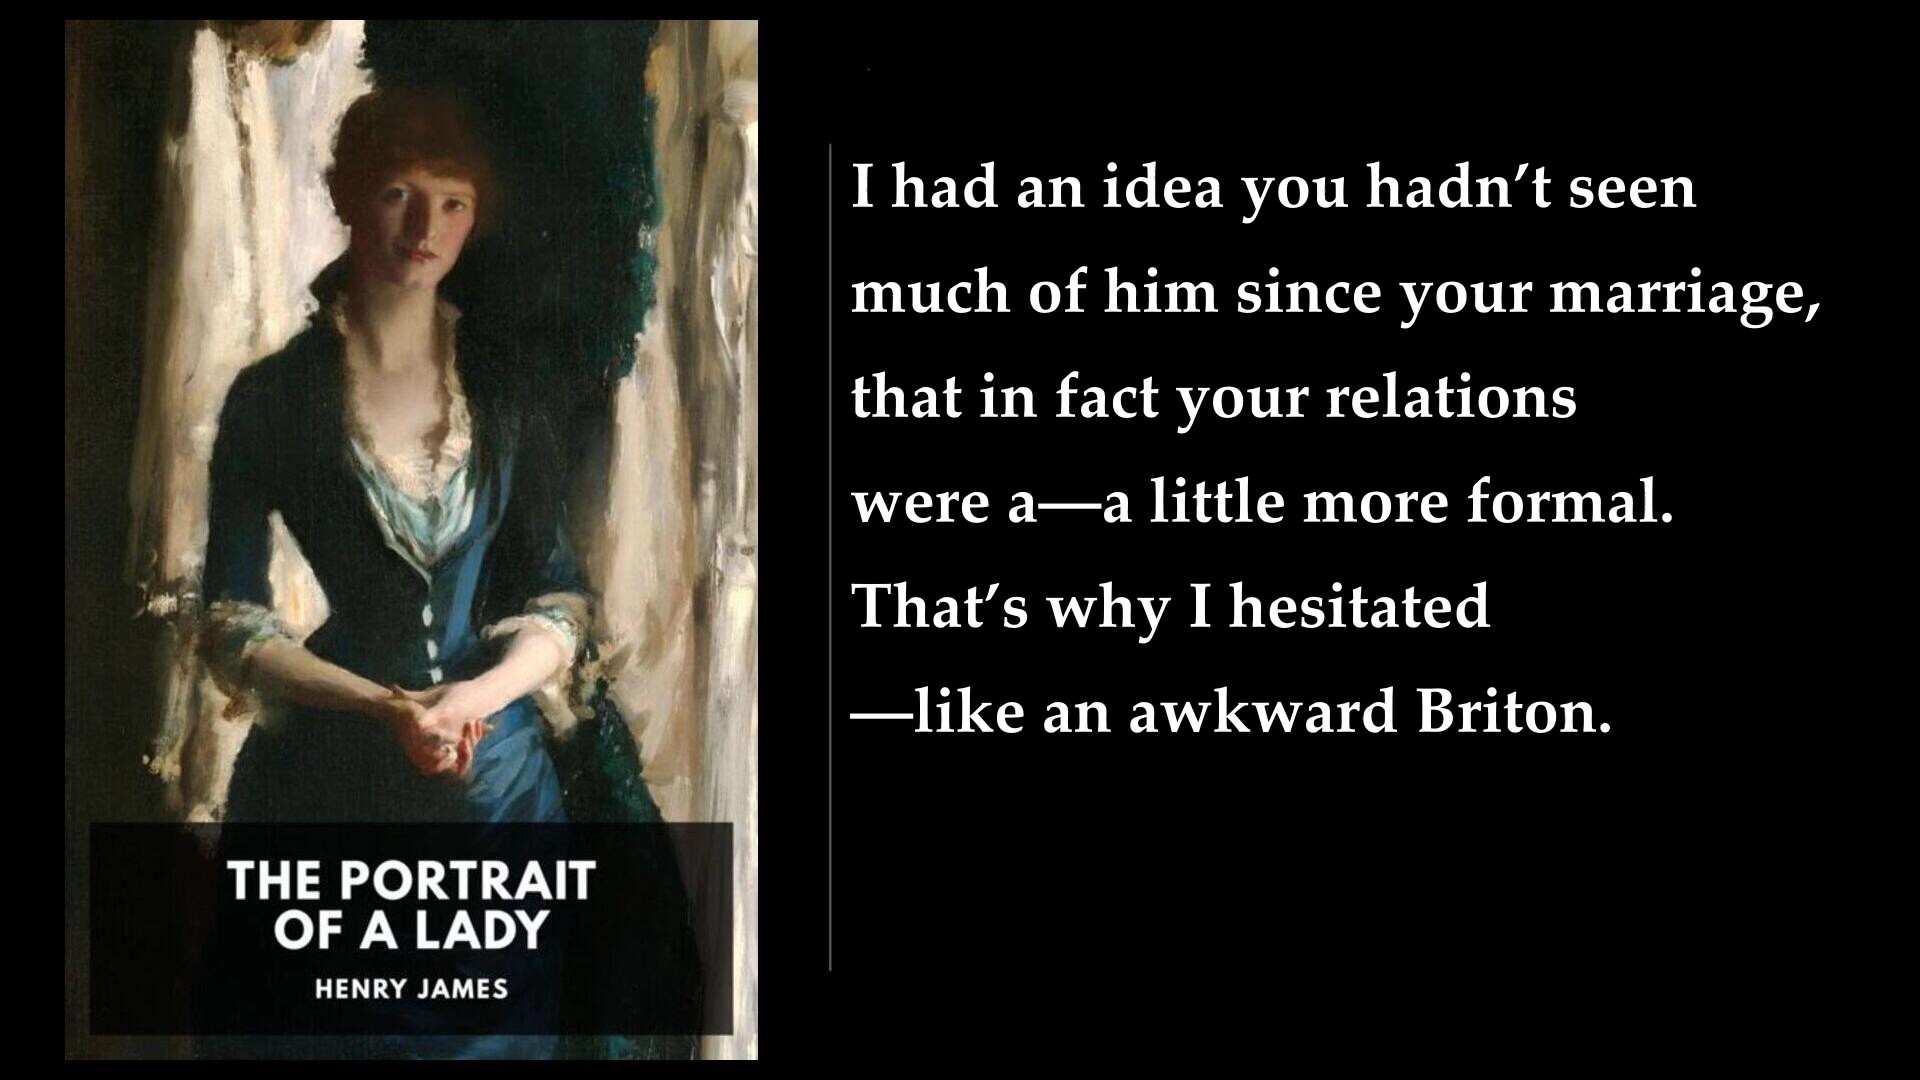 THE PORTRAIT
OF A LADY
HENRY JAMES
I had an idea you hadn’t seen
much of him since your marriage,
that in fact your relations
were a—a little more formal.
That’s why I hesitated
—like an awkward Briton.